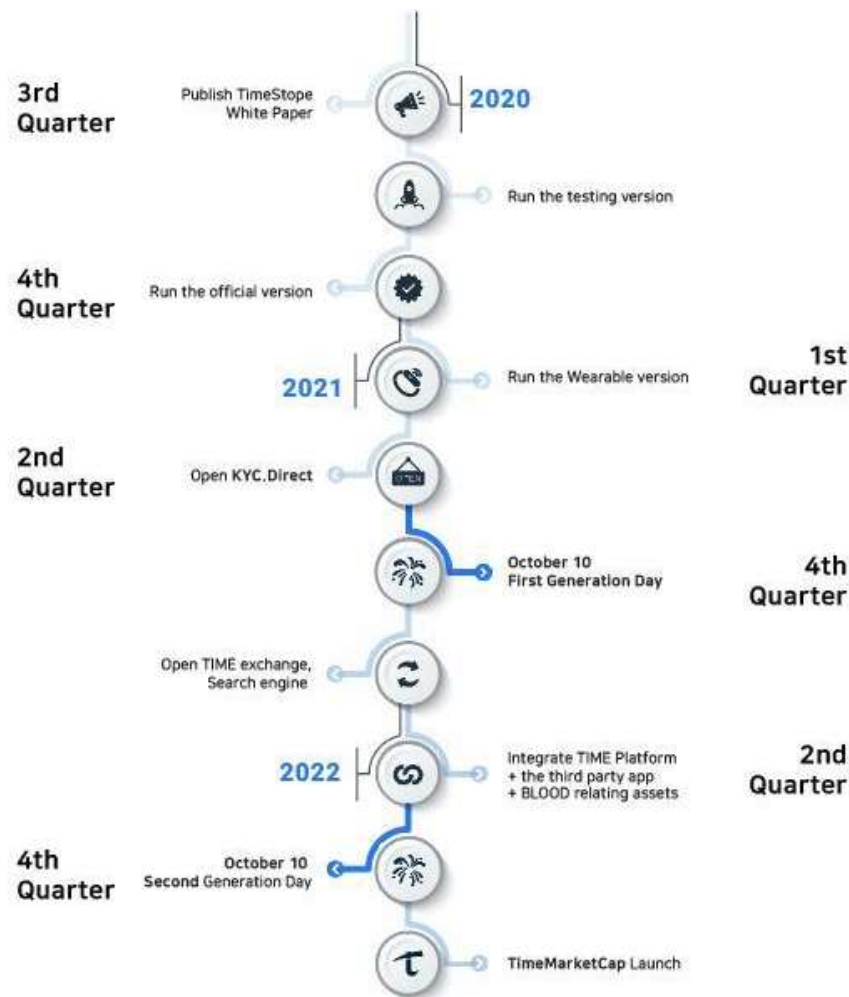 3rd
Quarter
Publish TimeStope
White Paper
2020
Run the testing version
4th
Quarter
Run the official version
2021
Run the Wearable version
1st
Quarter
2nd
Quarter
Open KYC.Direct
OPEN
October 10
First Generation Day
4th
Quarter
Open TIME exchange,
Search engine
2022
Integrate TIME Platform
+ the third party app
+ BLOOD relating assets
2nd
Quarter
4th
Quarter
October 10
Second Generation Day
TimeMarketCap Launch